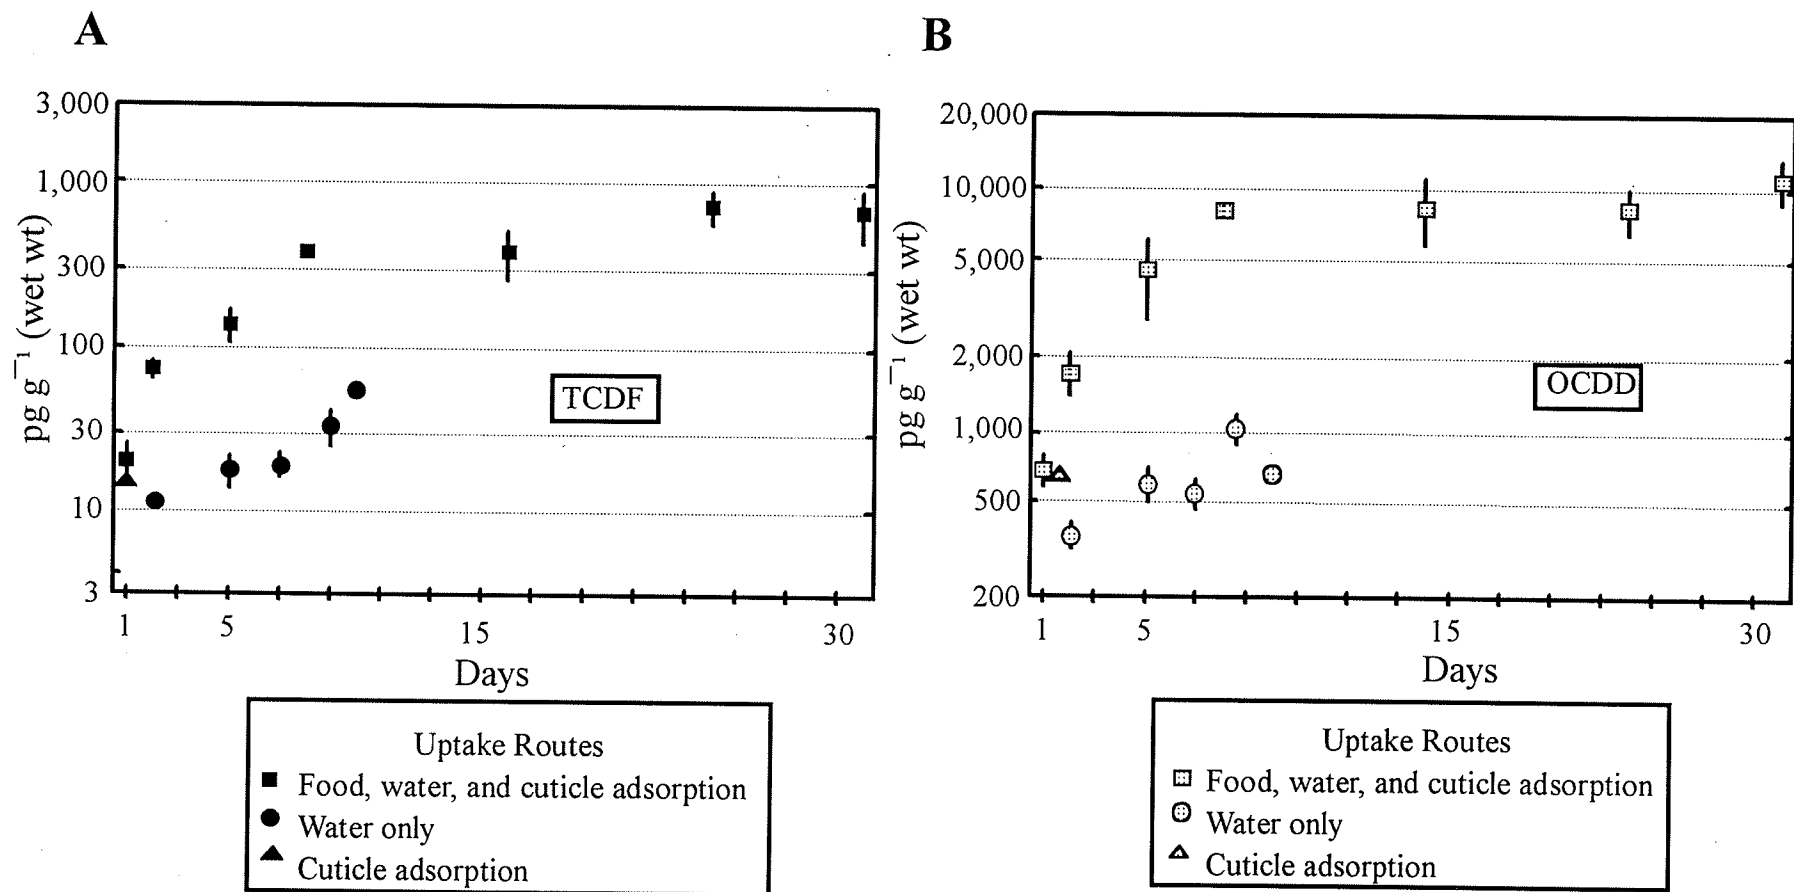 A
3,000
1,000
300
100
30
10
3
pg g⁻¹ (wet wt)
TCDF
1 5 15 30
Days
Uptake Routes
Food, water, and cuticle adsorption
Water only
Cuticle adsorption
B
20,000
10,000
5,000
2,000
1,000
500
200
pg g⁻¹ (wet wt)
OCDD
1 5 15 30
Days
Uptake Routes
Food, water, and cuticle adsorption
Water only
Cuticle adsorption